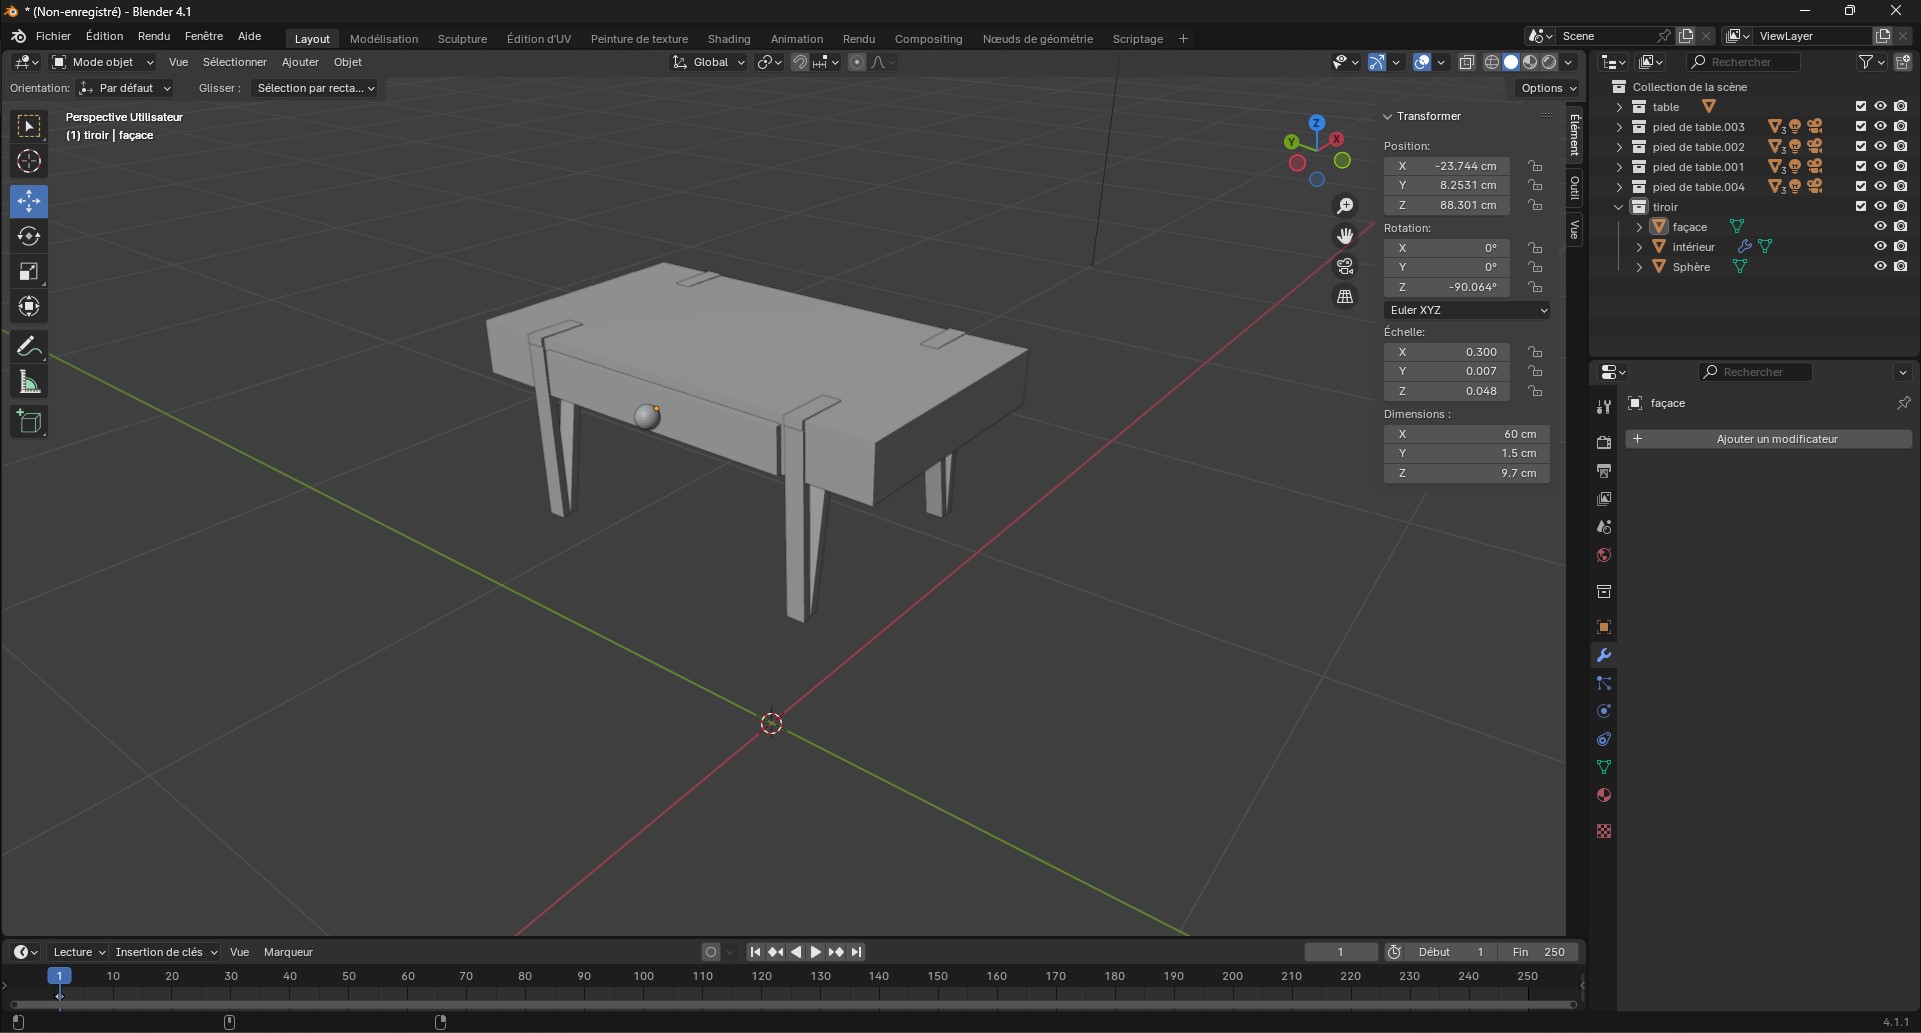 * (Non-enregistré) - Blender 4.1
Fichier Édition Rendu Fenêtre Aide Layout Modélisation Sculpture Édition d'UV Peinture de texture Shading Animation Rendu Compositing Nœuds de géométrie Scriptage + Scene ViewLayer
Mode objet Vue Sélectionner Ajouter Objet Global
Orientation: Par défaut Glisser : Sélection par recta... Options
Perspective Utilisateur
(1) tiroir | façace
Z
Y
X
Transformer
Position:
X -23.744 cm
Y 8.2531 cm
Z 88.301 cm
Rotation:
X 0°
Y 0°
Z -90.064°
Euler XYZ
Échelle:
X 0.300
Y 0.007
Z 0.048
Dimensions :
X 60 cm
Y 1.5 cm
Z 9.7 cm
Élément
Outil
Vue
Rechercher
Collection de la scène
table
pied de table.003 3
pied de table.002 3
pied de table.001 3
pied de table.004 3
tiroir
façace
intérieur
Sphère
Rechercher
façace
+ Ajouter un modificateur
Lecture Insertion de clés Vue Marqueur 1 Début 1 Fin 250
1 10 20 30 40 50 60 70 80 90 100 110 120 130 140 150 160 170 180 190 200 210 220 230 240 250
4.1.1